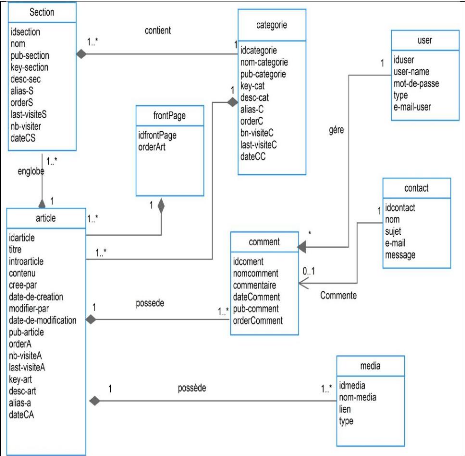 Section
idsection
nom
pub-section
key-section
desc-sec
alias-S
orderS
last-visiteS
nb-visiter
dateCS
1..*
contient
1
categorie
idcategorie
nom-categorie
pub-categorie
key-cat
desc-cat
alias-C
orderC
bn-visiteC
last-visiteC
dateCC
1
user
iduser
user-name
mot-de-passe
type
e-mail-user
1
gére
*
frontPage
idfrontPage
orderArt
1
1..*
englobe
1
article
idarticle
titre
introarticle
contenu
cree-par
date-de-creation
modifier-par
date-de-modification
pub-article
orderA
nb-visiteA
last-visiteA
key-art
desc-art
alias-a
dateCA
1..*
1..*
1
possede
1..*
comment
idcoment
nomcomment
commentaire
dateComment
pub-comment
orderComment
0..1
Commente
1
contact
idcontact
nom
sujet
e-mail
message
1
possède
1..*
media
idmedia
nom-media
lien
type